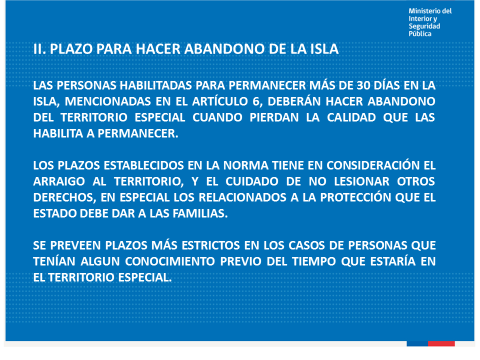 Ministerio del
Interior y
Seguridad
Pública
II. PLAZO PARA HACER ABANDONO DE LA ISLA
LAS PERSONAS HABILITADAS PARA PERMANECER MÁS DE 30 DÍAS EN LA
ISLA, MENCIONADAS EN EL ARTÍCULO 6, DEBERÁN HACER ABANDONO
DEL TERRITORIO ESPECIAL CUANDO PIERDAN LA CALIDAD QUE LAS
HABILITA A PERMANECER.
LOS PLAZOS ESTABLECIDOS EN LA NORMA TIENE EN CONSIDERACIÓN EL
ARRAIGO AL TERRITORIO, Y EL CUIDADO DE NO LESIONAR OTROS
DERECHOS, EN ESPECIAL LOS RELACIONADOS A LA PROTECCIÓN QUE EL
ESTADO DEBE DAR A LAS FAMILIAS.
SE PREVEEN PLAZOS MÁS ESTRICTOS EN LOS CASOS DE PERSONAS QUE
TENÍAN ALGUN CONOCIMIENTO PREVIO DEL TIEMPO QUE ESTARÍA EN
EL TERRITORIO ESPECIAL.